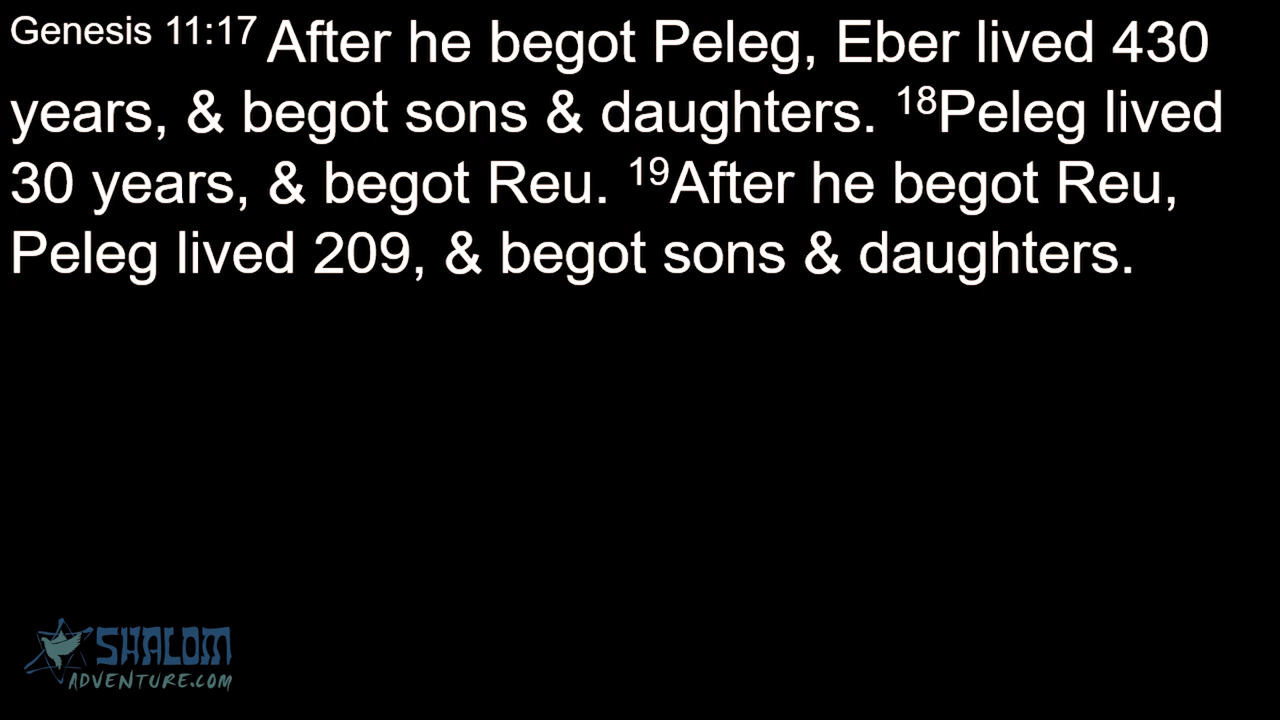 Genesis 11:17 After he begot Peleg, Eber lived 430
years, & begot sons & daughters. 18Peleg lived
30 years, & begot Reu. 19After he begot Reu,
Peleg lived 209, & begot sons & daughters.
SHALOM
ADVENTURE.COM